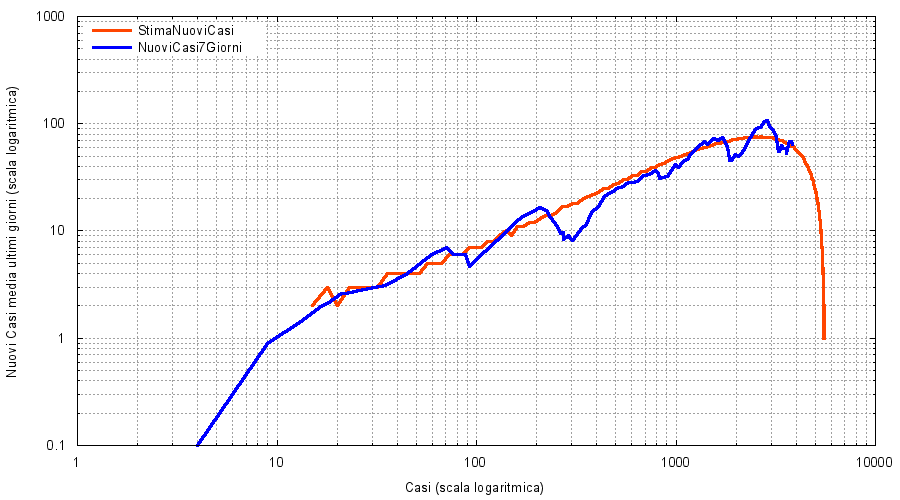 1000
StimaNuoviCasi
NuoviCasi7Giorni
100
10
1
0.1
Nuovi Casi media ultimi giorni (scala logaritmica)
1 10 100 1000 10000
Casi (scala logaritmica)